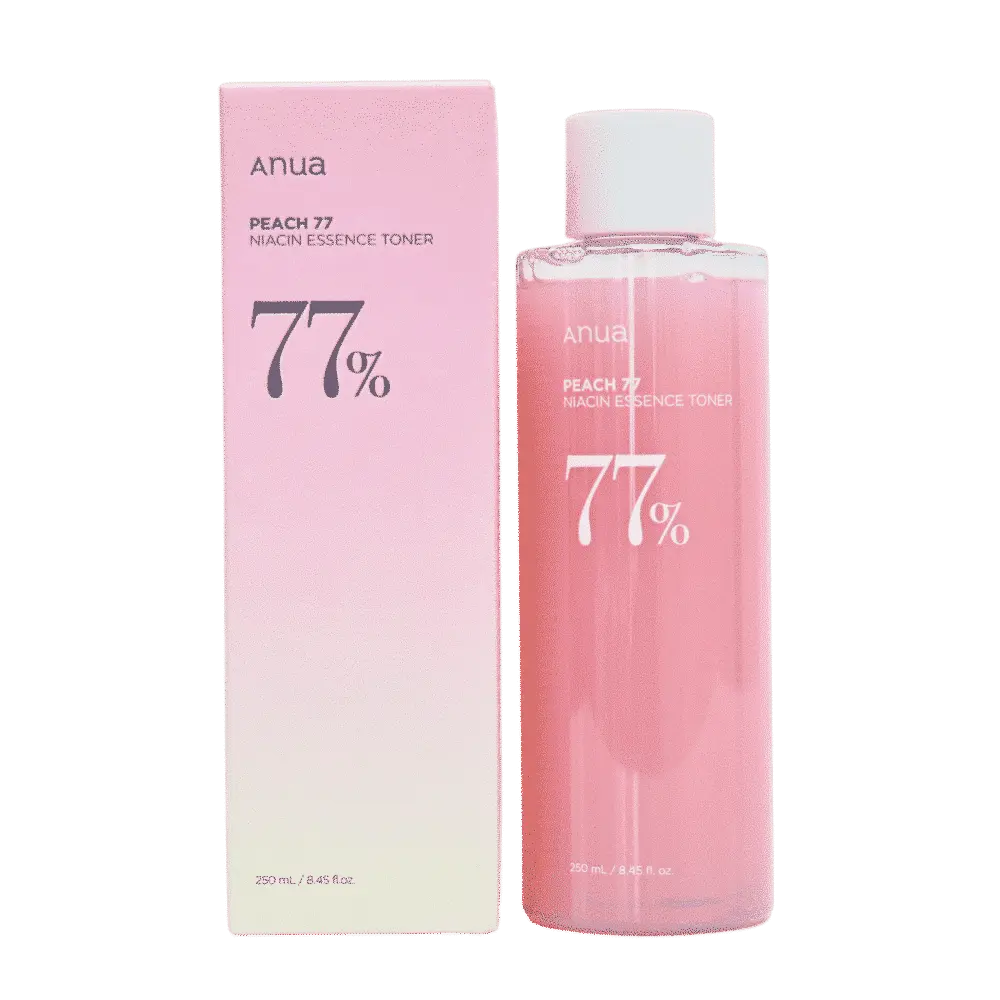 Anua
PEACH 77
NIACIN ESSENCE TONER
77%
250 mL / 8.45 fl.oz.
Anua
PEACH 77
NIACIN ESSENCE TONER
77%
250 mL / 8.45 fl. oz.